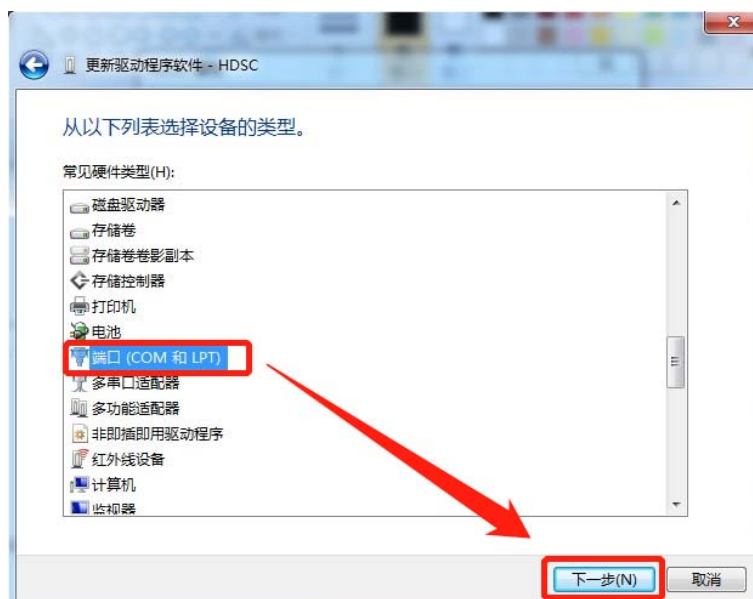 更新驱动程序软件 - HDSC
从以下列表选择设备的类型。
常见硬件类型(H):
磁盘驱动器
存储卷
存储卷卷影副本
存储控制器
打印机
电池
端口 (COM 和 LPT)
多串口适配器
多功能适配器
非即插即用驱动程序
红外线设备
计算机
监视器
下一步(N)
取消